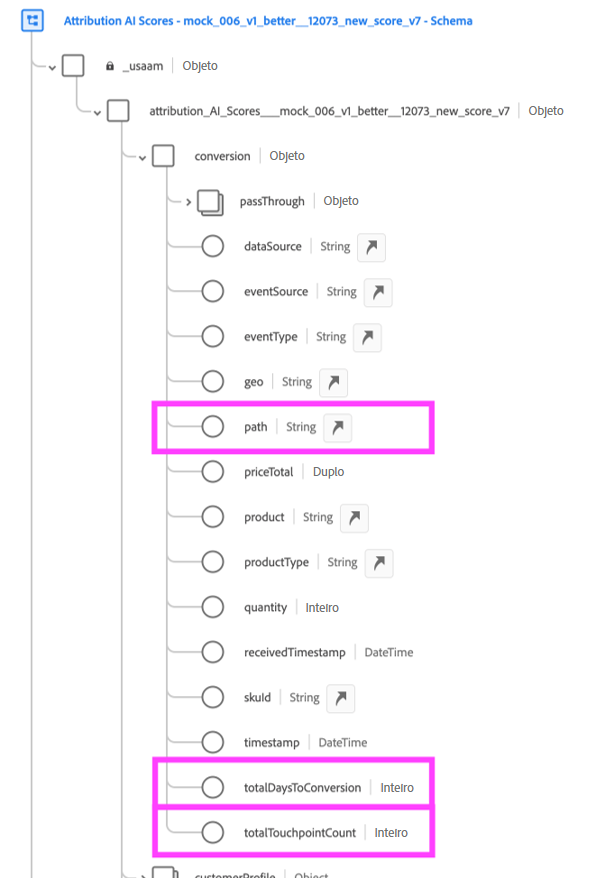 Attribution AI Scores - mock_006_v1_better__12073_new_score_v7 - Schema
_usaam Objeto
attribution_AI_Scores___mock_006_v1_better__12073_new_score_v7 Objeto
conversion Objeto
passThrough Objeto
dataSource String
eventSource String
eventType String
geo String
path String
priceTotal Duplo
product String
productType String
quantity Inteiro
receivedTimestamp DateTime
skuId String
timestamp DateTime
totalDaysToConversion Inteiro
totalTouchpointCount Inteiro
customerProfile Object